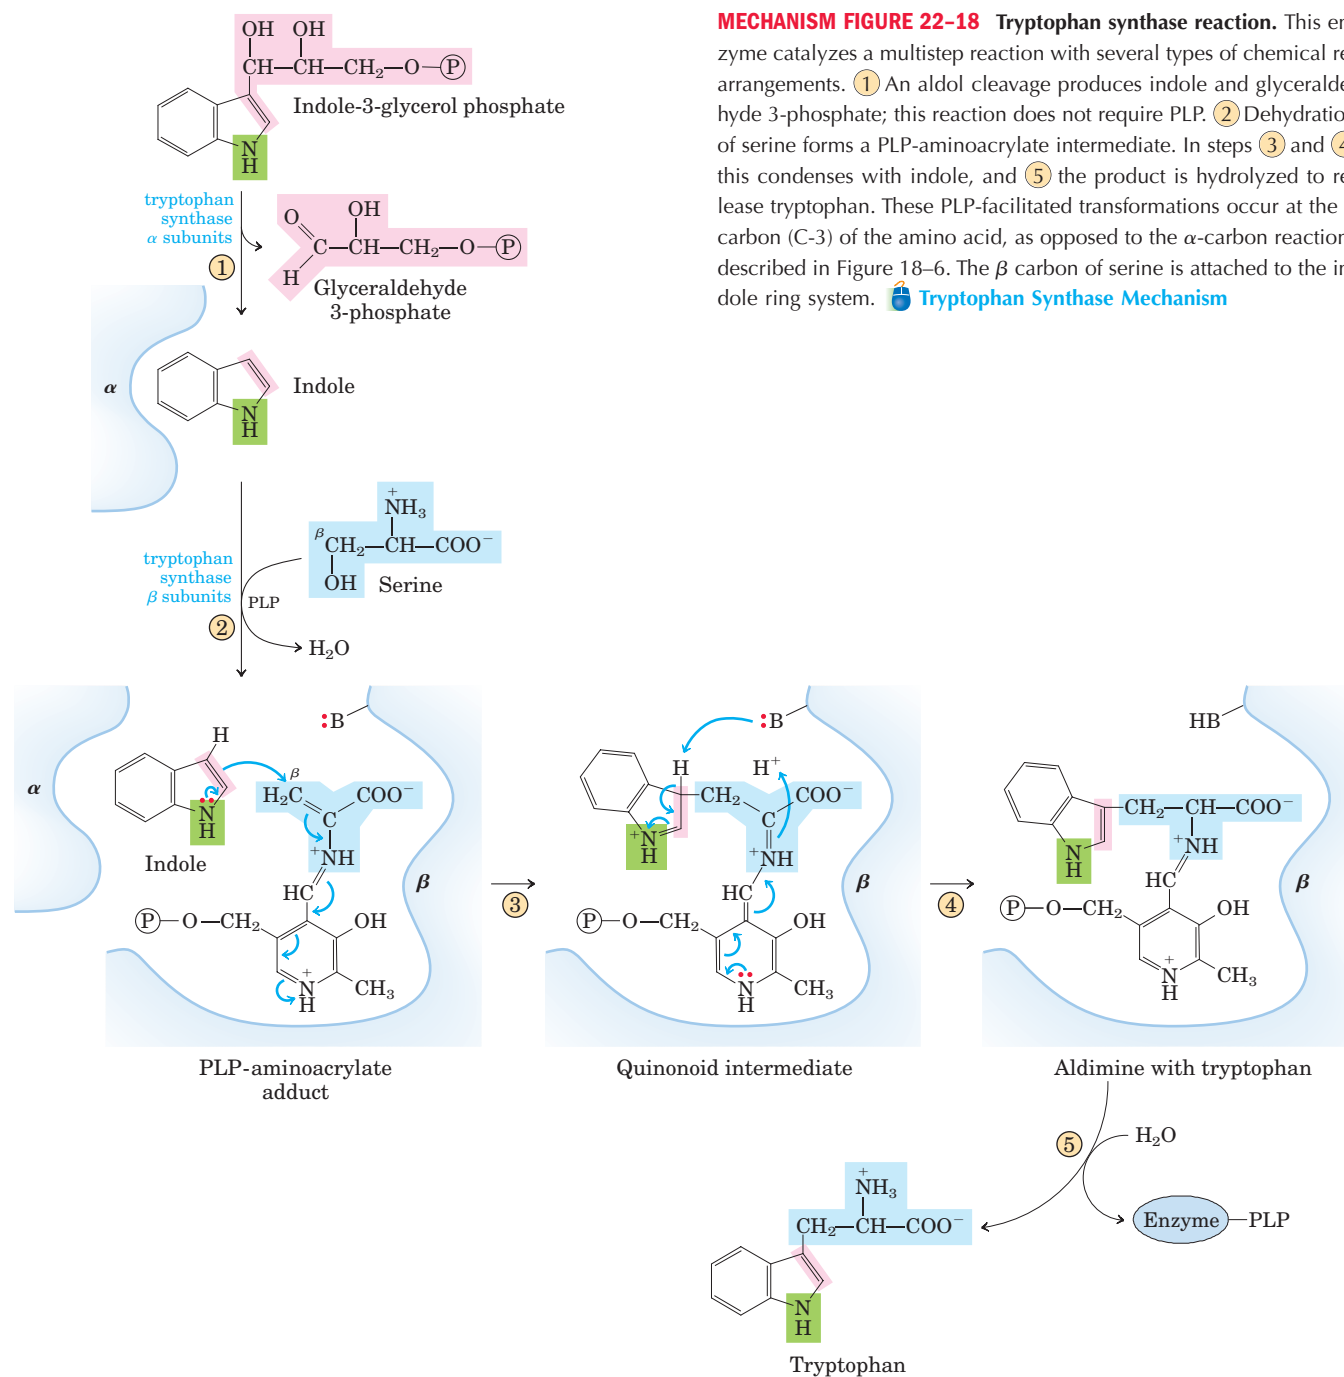 MECHANISM FIGURE 22–18 Tryptophan synthase reaction. This en
zyme catalyzes a multistep reaction with several types of chemical re
arrangements. ① An aldol cleavage produces indole and glycerald
hyde 3-phosphate; this reaction does not require PLP. ② Dehydratio
of serine forms a PLP-aminoacrylate intermediate. In steps ③ and ④
this condenses with indole, and ⑤ the product is hydrolyzed to re
lease tryptophan. These PLP-facilitated transformations occur at the
carbon (C-3) of the amino acid, as opposed to the α-carbon reaction
described in Figure 18–6. The β carbon of serine is attached to the in
dole ring system. Tryptophan Synthase Mechanism
OH OH
CH—CH—CH₂—O—P
Indole-3-glycerol phosphate
N
H
tryptophan
synthase
α subunits
①
O OH
C—CH—CH₂—O—P
H
Glyceraldehyde
3-phosphate
α
Indole
N
H
+
NH₃
β
CH₂—CH—COO⁻
OH
Serine
tryptophan
synthase
β subunits
PLP
②
H₂O
α
H
:B
β
H₂C COO⁻
C
N
H
Indole
+NH
HC
β
P—O—CH₂ OH
+
N
H
CH₃
PLP-aminoacrylate
adduct
③
:B
H H⁺
CH₂ COO⁻
C
+N
H
+NH
HC
β
P—O—CH₂ OH
N
H
CH₃
Quinonoid intermediate
④
HB
CH₂—CH—COO⁻
N
H
+NH
HC
β
P—O—CH₂ OH
+
N
H
CH₃
Aldimine with tryptophan
⑤
H₂O
Enzyme—PLP
+
NH₃
CH₂—CH—COO⁻
N
H
Tryptophan